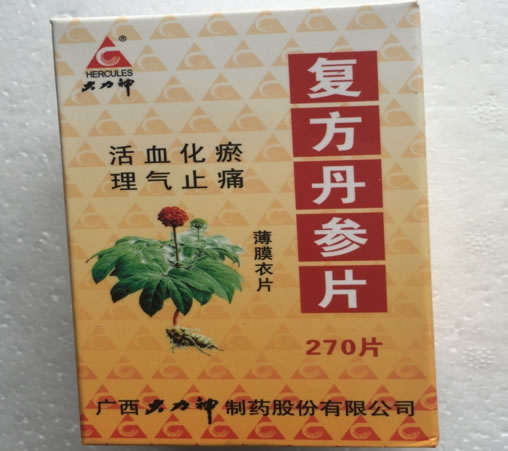 ®
HERCULES
大力神
复方丹参片
活血化瘀
理气止痛
薄膜衣片
270片
广西大力神制药股份有限公司